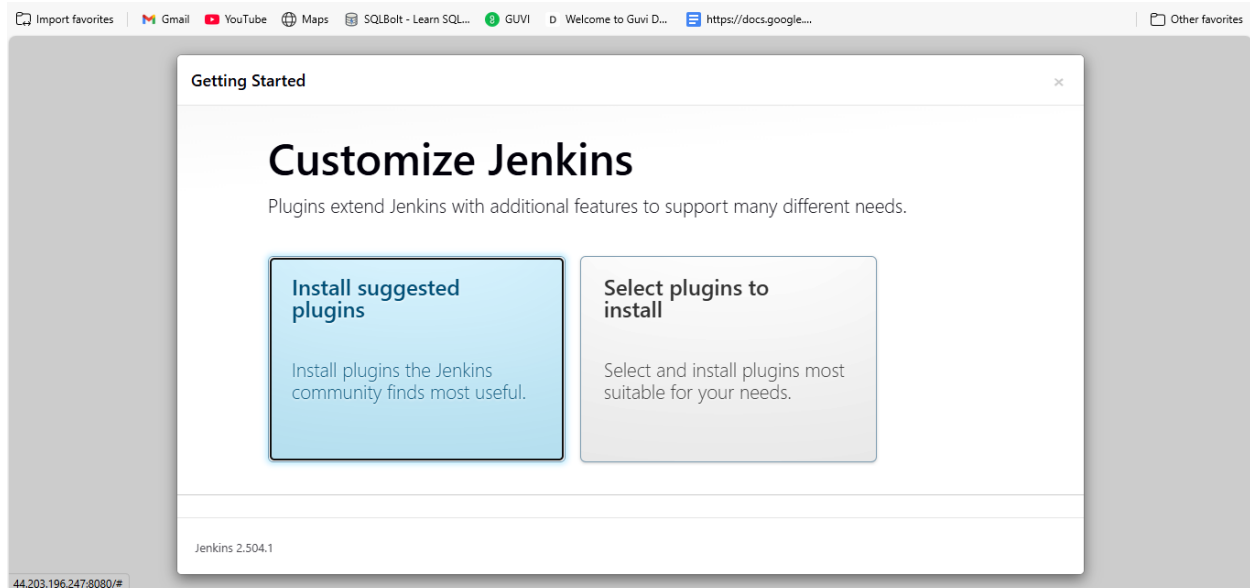 Import favorites Gmail YouTube Maps SQLBolt - Learn SQL... GUVI D Welcome to Guvi D... https://docs.google.... Other favorites
Getting Started ×
Customize Jenkins
Plugins extend Jenkins with additional features to support many different needs.
Install suggested
plugins
Install plugins the Jenkins
community finds most useful.
Select plugins to
install
Select and install plugins most
suitable for your needs.
Jenkins 2.504.1
44.203.196.247:8080/#